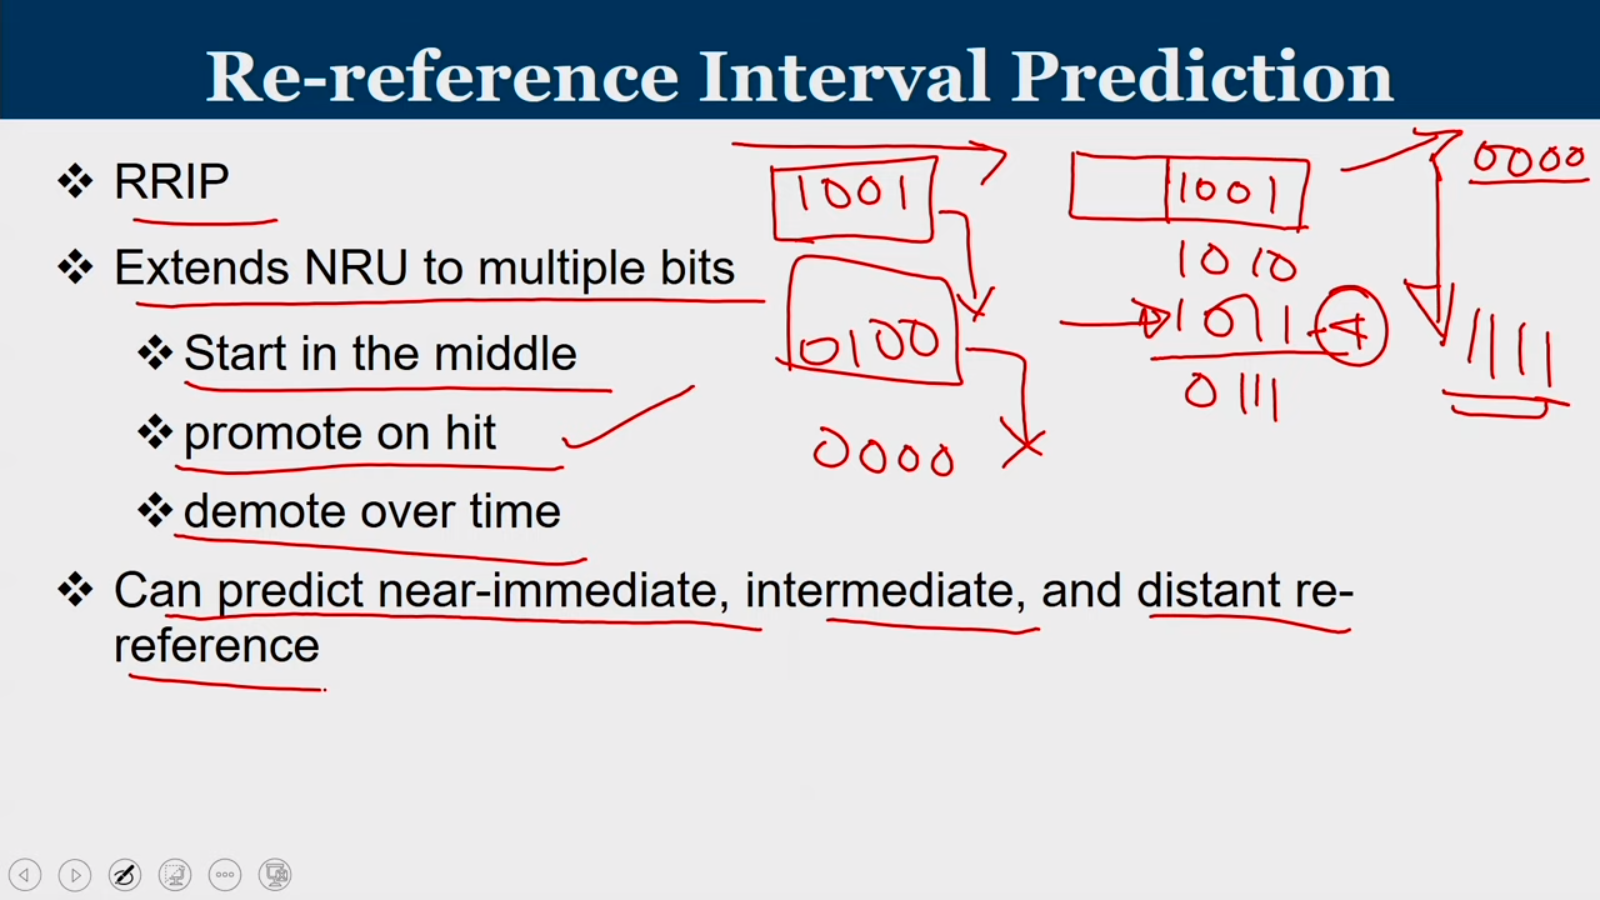 Re-reference Interval Prediction
❖ RRIP
❖ Extends NRU to multiple bits
❖ Start in the middle
❖ promote on hit
❖ demote over time
❖ Can predict near-immediate, intermediate, and distant re-
reference
1001
0100
0000
1001
1010
1011
0111
0000
1111